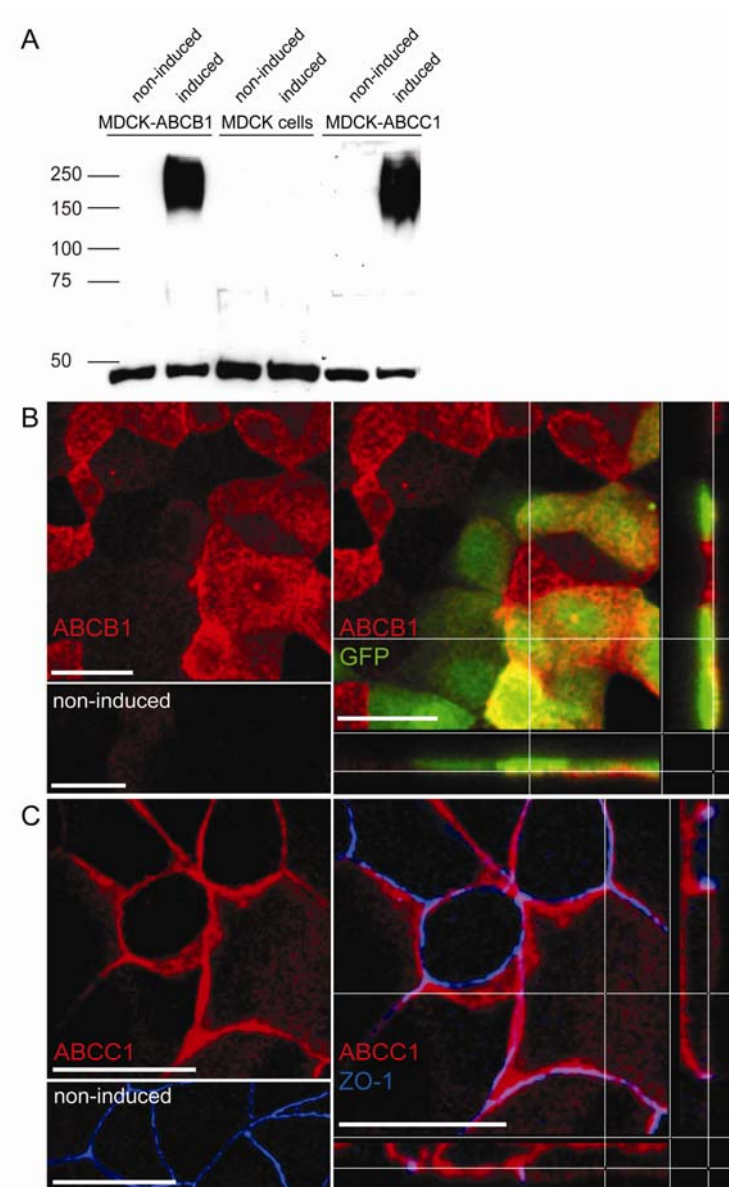 A
non-induced
induced
non-induced
induced
non-induced
induced
MDCK-ABCB1 MDCK cells MDCK-ABCC1
250
150
100
75
50
B
ABCB1
non-induced
ABCB1
GFP
C
ABCC1
non-induced
ABCC1
ZO-1